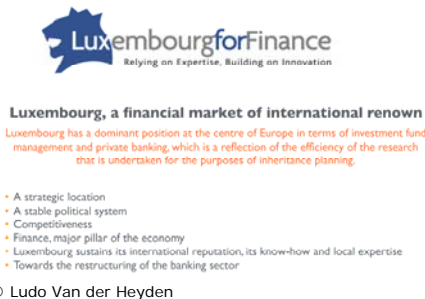 LuxembourgforFinance
Relying on Expertise, Building on Innovation
Luxembourg, a financial market of international renown
Luxembourg has a dominant position at the centre of Europe in terms of investment fund
management and private banking, which is a reflection of the efficiency of the research
that is undertaken for the purposes of inheritance planning.
• A strategic location
• A stable political system
• Competitiveness
• Finance, major pillar of the economy
• Luxembourg sustains its international reputation, its know-how and local expertise
• Towards the restructuring of the banking sector
© Ludo Van der Heyden